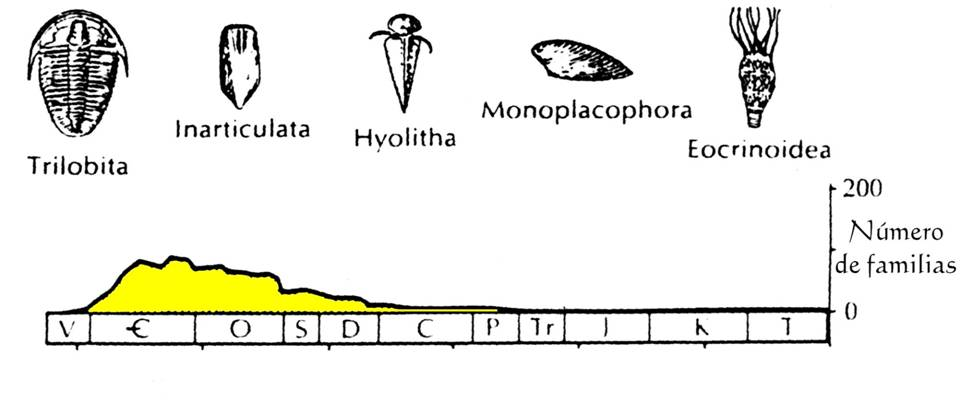 Trilobita
Inarticulata
Hyolitha
Monoplacophora
Eocrinoidea
200
Número
de familias
0
V Є O S D C P Tr J K T